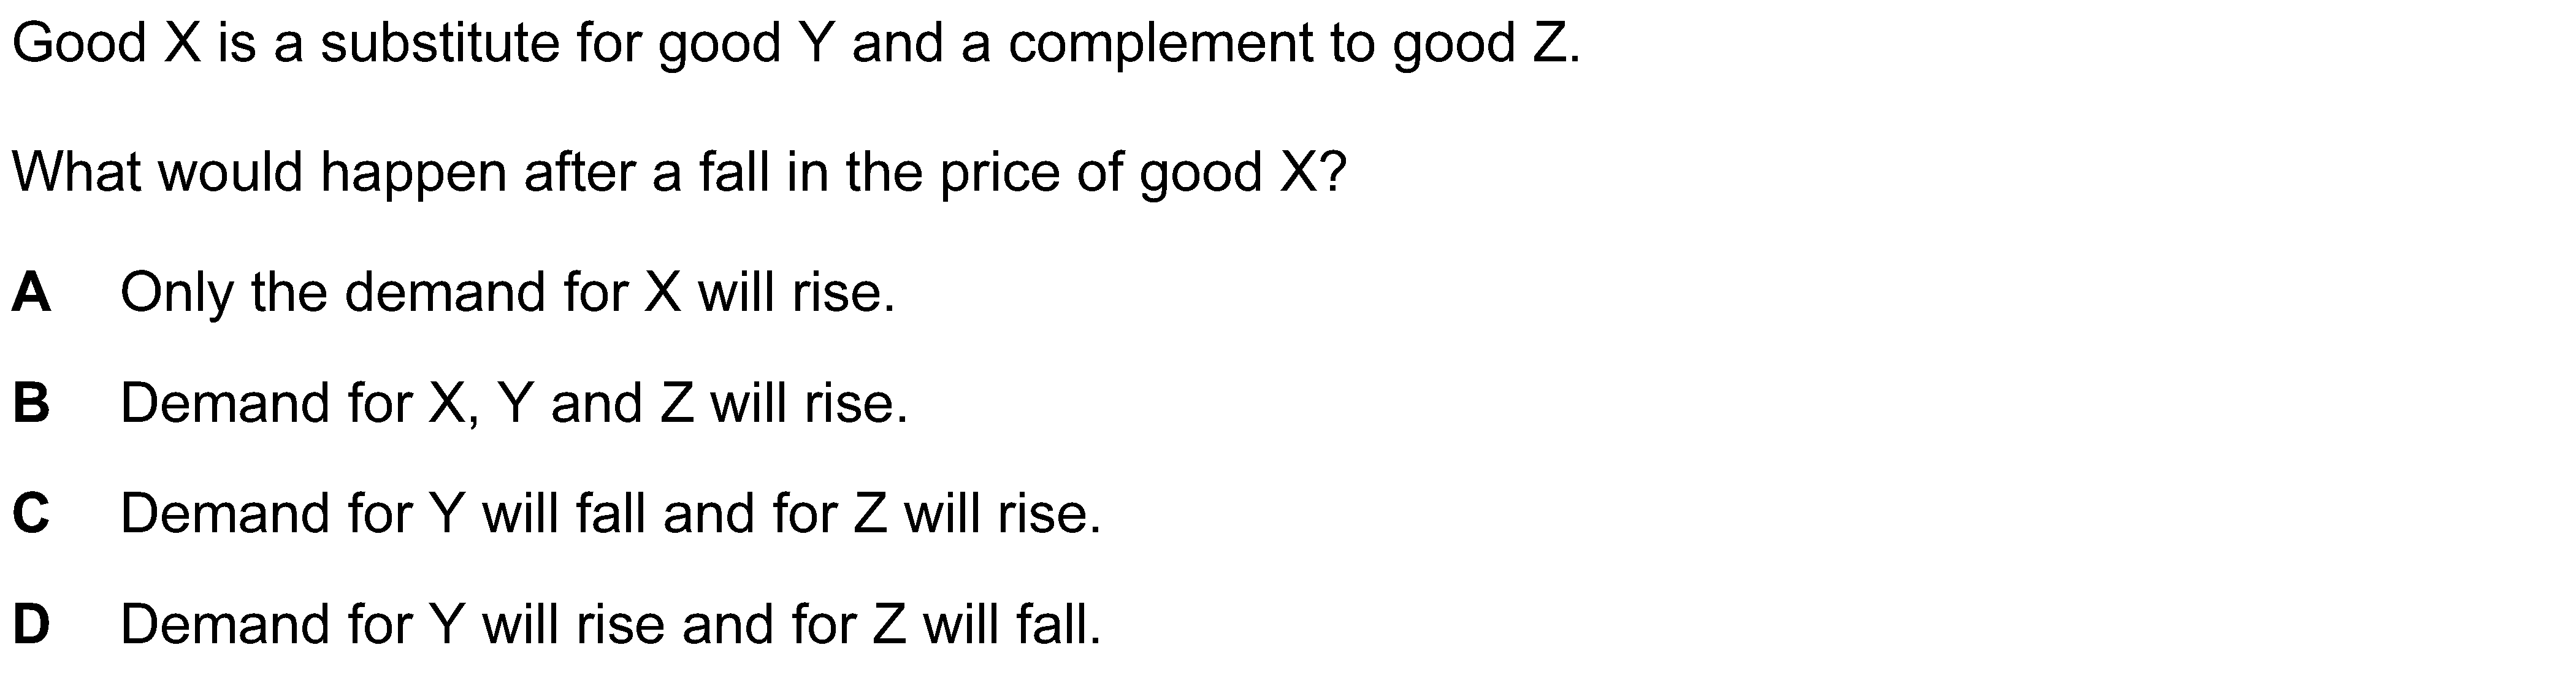 Good X is a substitute for good Y and a complement to good Z.
What would happen after a fall in the price of good X?
A Only the demand for X will rise.
B Demand for X, Y and Z will rise.
C Demand for Y will fall and for Z will rise.
D Demand for Y will rise and for Z will fall.